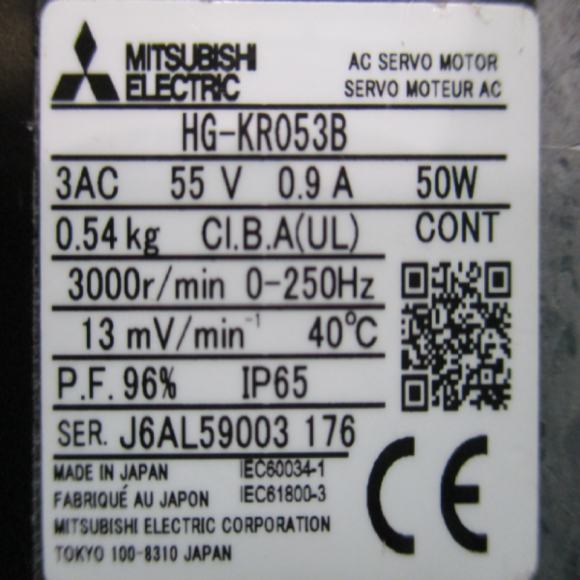 MITSUBISHI
ELECTRIC
AC SERVO MOTOR
SERVO MOTEUR AC
HG-KR053B
3AC 55 V 0.9 A 50W
0.54 kg CI.B.A(UL) CONT
3000r/min 0-250Hz
13 mV/min⁻¹ 40°C
P.F. 96% IP65
SER. J6AL59003 176
MADE IN JAPAN IEC60034-1
FABRIQUÉ AU JAPON IEC61800-3
MITSUBISHI ELECTRIC CORPORATION
TOKYO 100-8310 JAPAN
CE